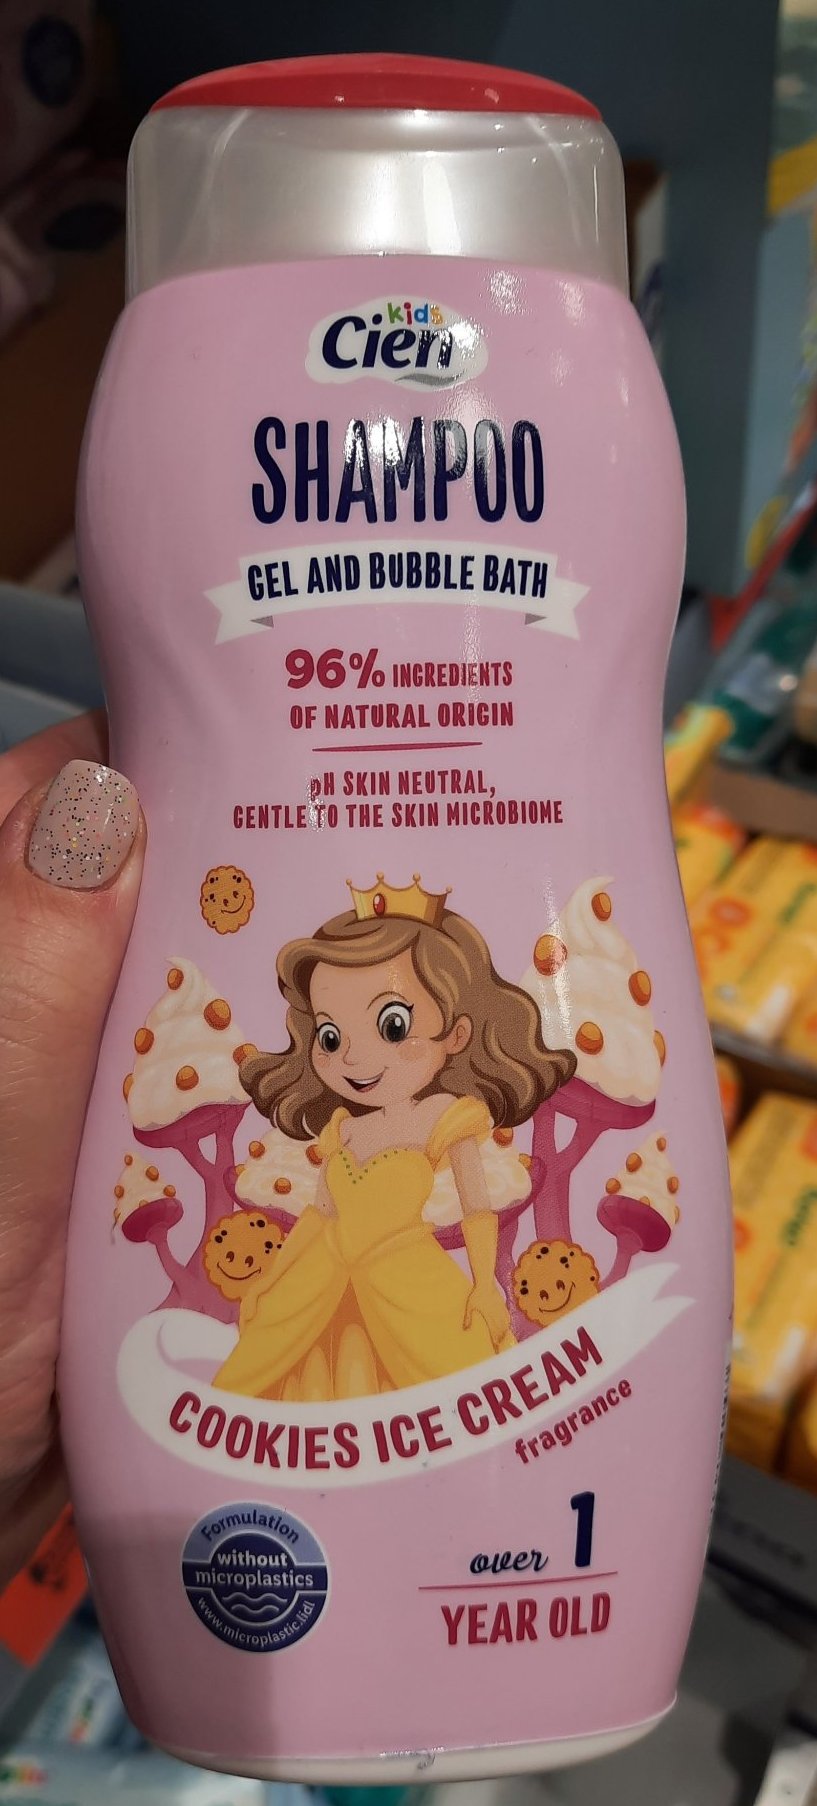 kids
Cien
SHAMPOO
GEL AND BUBBLE BATH
96% INGREDIENTS
OF NATURAL ORIGIN
pH SKIN NEUTRAL,
GENTLE TO THE SKIN MICROBIOME
COOKIES ICE CREAM
fragrance
Formulation
without
microplastics
www.microplastic.lidl
over 1
YEAR OLD